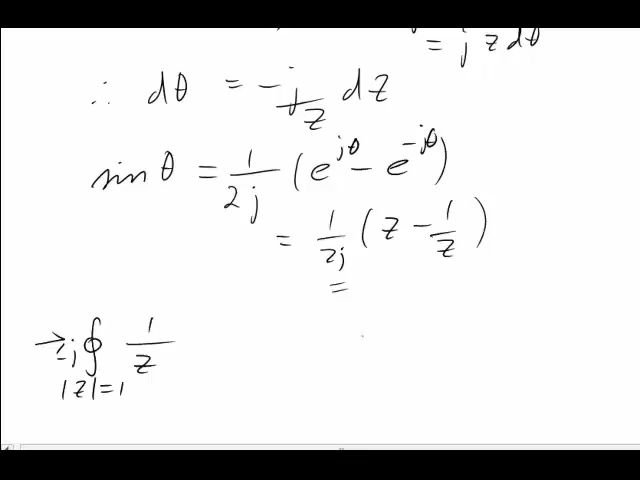 = j z dθ
∴ dθ = -j/z dz
sin θ = 1/2j (e^jθ - e^-jθ)
= 1/2j (z - 1/z)
=
→ -j ∮ 1/z
|z|=1